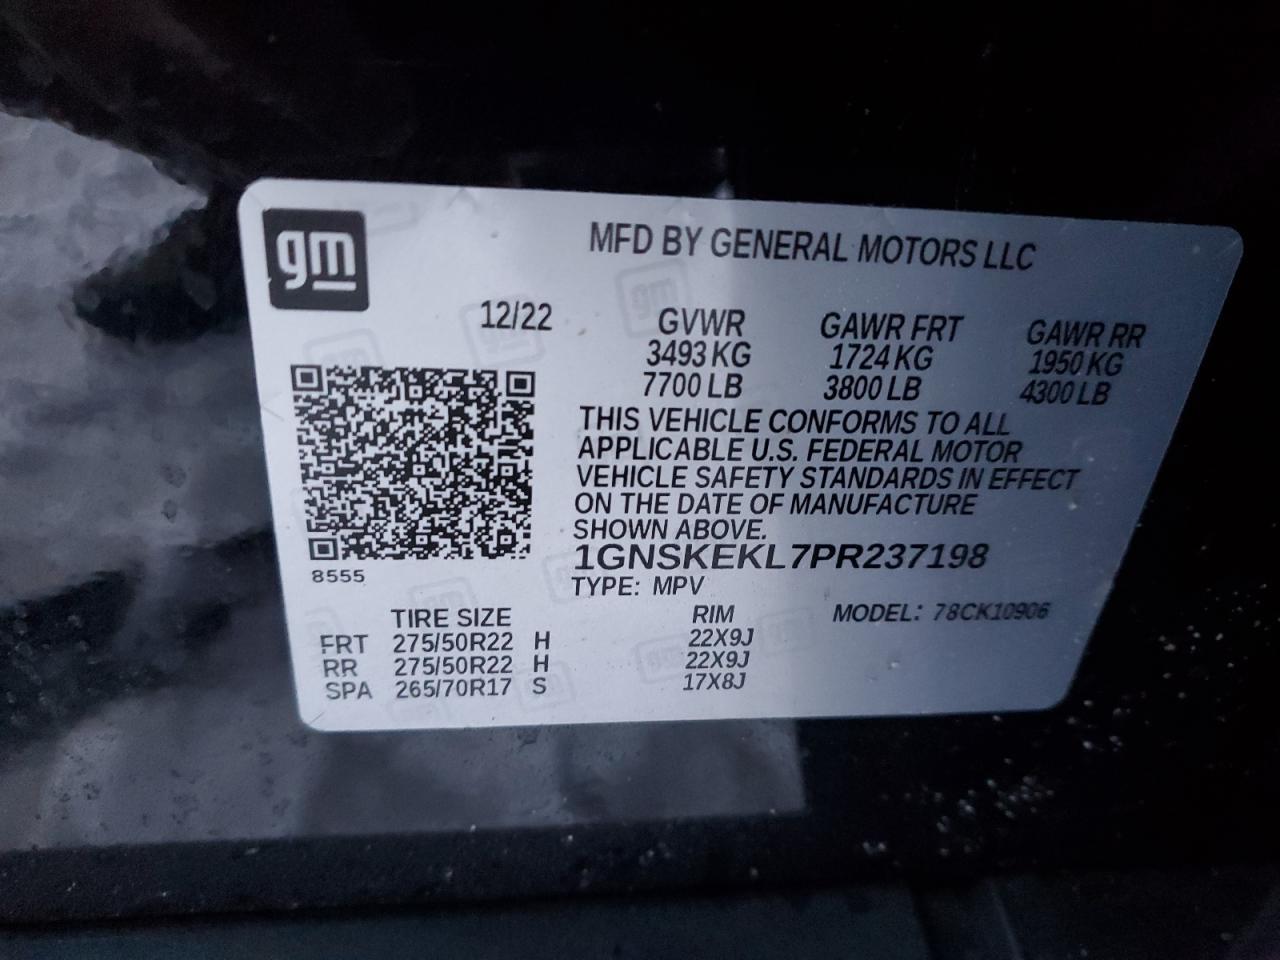 gm
MFD BY GENERAL MOTORS LLC
12/22 GVWR GAWR FRT GAWR RR
3493 KG 1724 KG 1950 KG
7700 LB 3800 LB 4300 LB
THIS VEHICLE CONFORMS TO ALL
APPLICABLE U.S. FEDERAL MOTOR
VEHICLE SAFETY STANDARDS IN EFFECT
ON THE DATE OF MANUFACTURE
SHOWN ABOVE.
1GNSKEKL7PR237198
8555
TYPE: MPV
TIRE SIZE RIM MODEL: 78CK10906
FRT 275/50R22 H 22X9J
RR 275/50R22 H 22X9J
SPA 265/70R17 S 17X8J